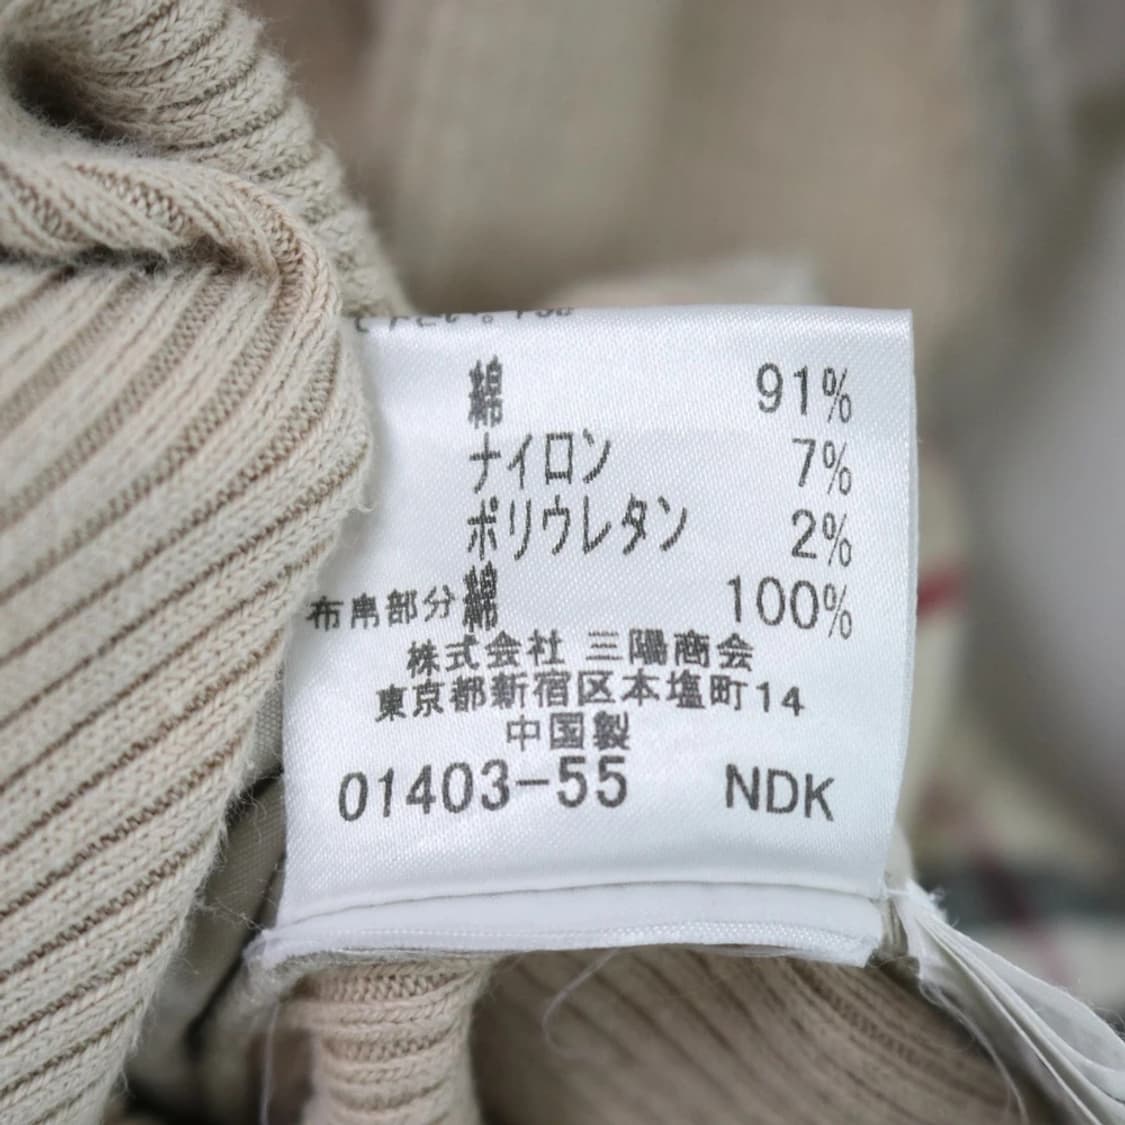 綿 91%
ナイロン 7%
ポリウレタン 2%
布帛部分 綿 100%
株式会社 三陽商会
東京都新宿区本塩町14
中国製
01403-55 NDK